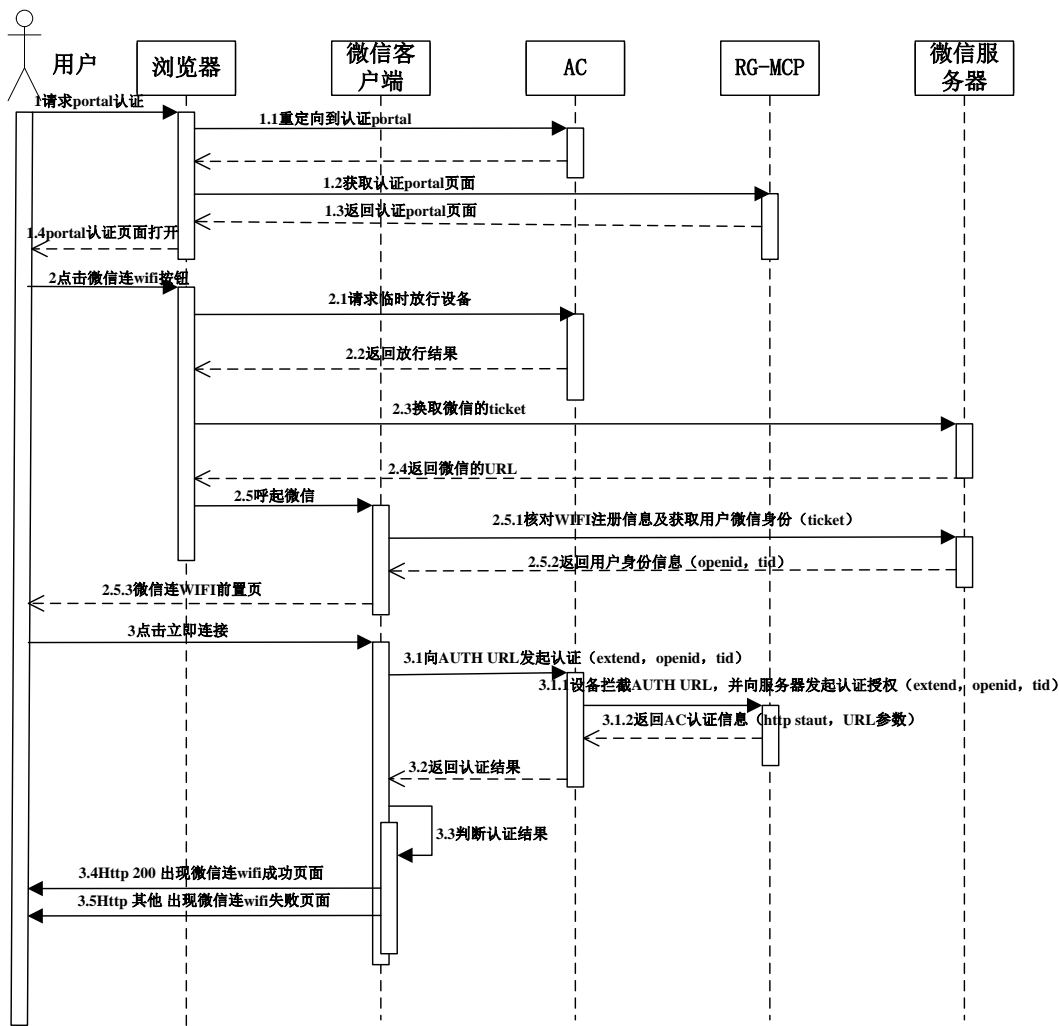 用户
浏览器
微信客
户端
AC
RG-MCP
微信服
务器
1请求portal认证
1.1重定向到认证portal
1.2获取认证portal页面
1.3返回认证portal页面
1.4portal认证页面打开
2点击微信连wifi按钮
2.1请求临时放行设备
2.2返回放行结果
2.3换取微信的ticket
2.4返回微信的URL
2.5呼起微信
2.5.1核对WIFI注册信息及获取用户微信身份（ticket）
2.5.2返回用户身份信息（openid，tid）
2.5.3微信连WIFI前置页
3点击立即连接
3.1向AUTH URL发起认证（extend，openid，tid）
3.1.1设备拦截AUTH URL，并向服务器发起认证授权（extend，openid，tid）
3.1.2返回AC认证信息（http staut，URL参数）
3.2返回认证结果
3.3判断认证结果
3.4Http 200 出现微信连wifi成功页面
3.5Http 其他 出现微信连wifi失败页面